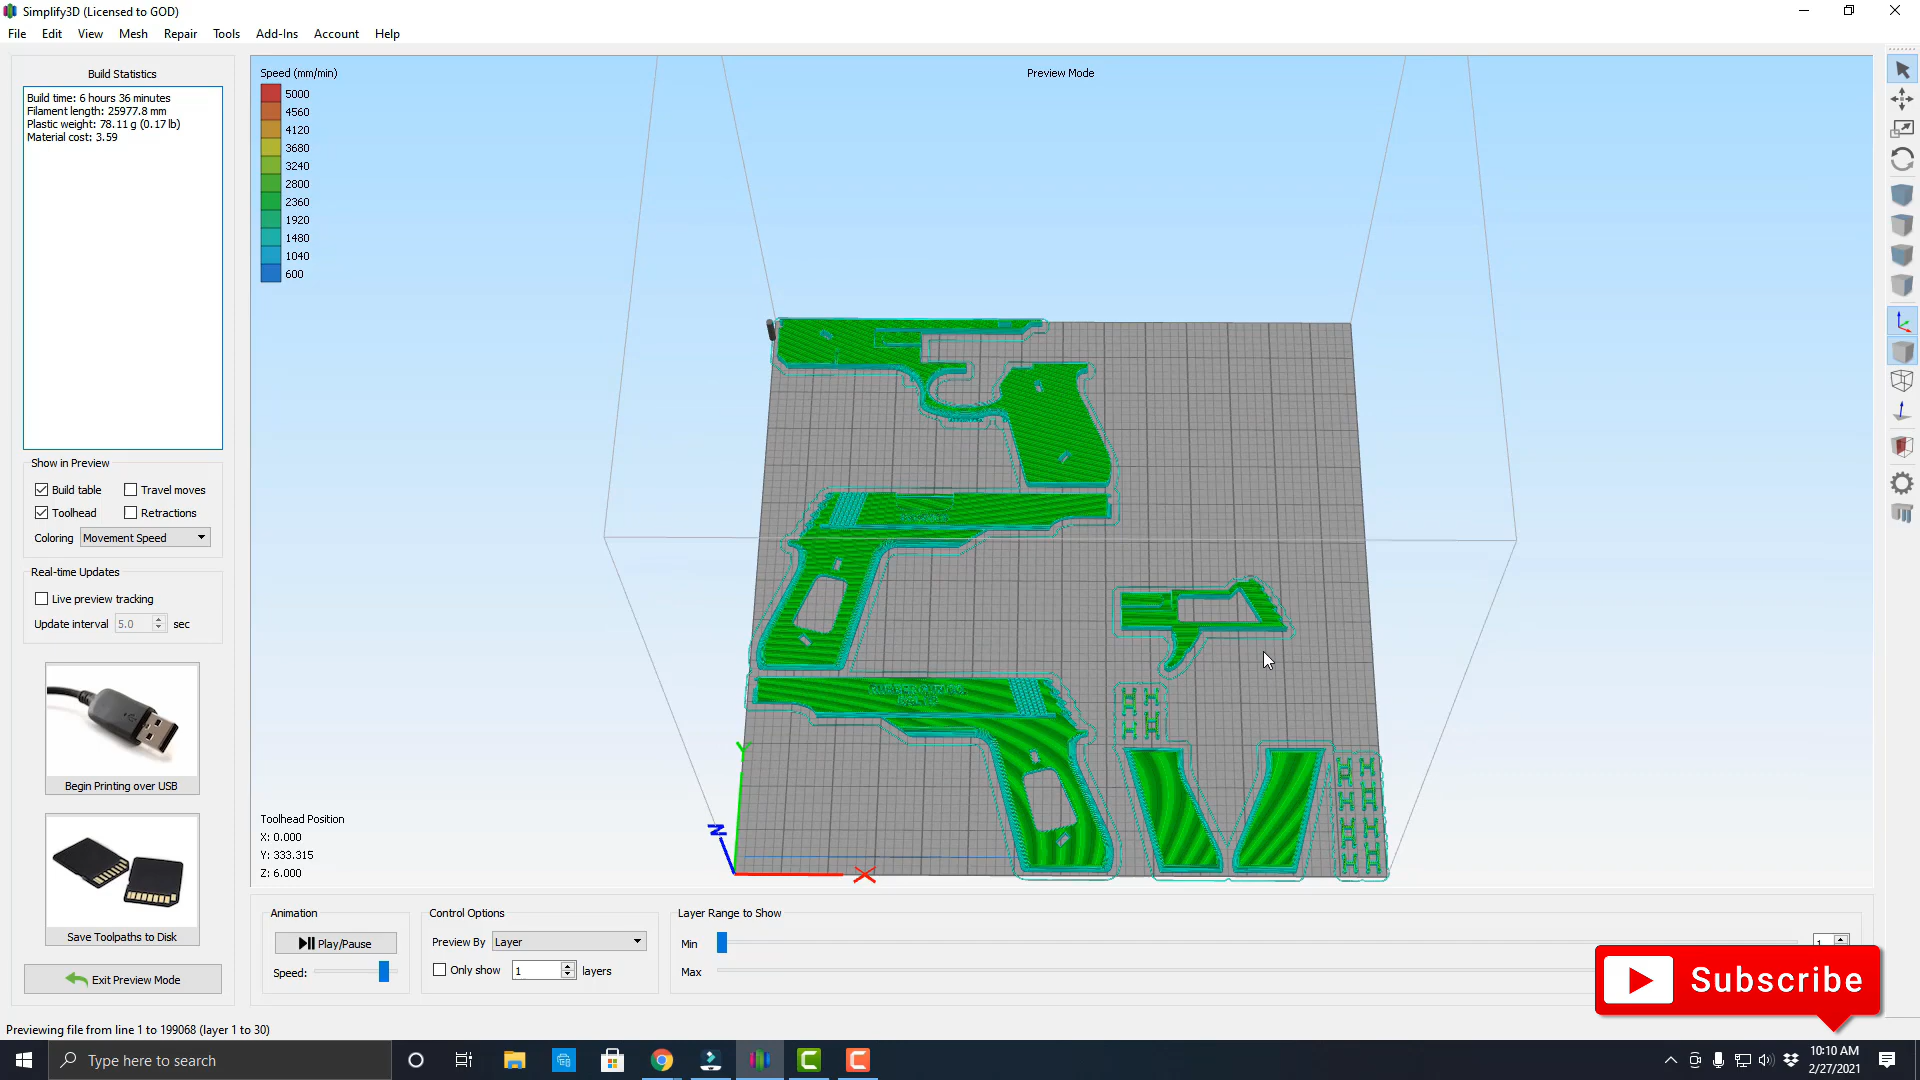 Simplify3D (Licensed to GOD)
File Edit View Mesh Repair Tools Add-Ins Account Help
Build Statistics
Build time: 6 hours 36 minutes
Filament length: 25977.8 mm
Plastic weight: 78.11 g (0.17 lb)
Material cost: 3.59
Speed (mm/min)
5000
4560
4120
3680
3240
2800
2360
1920
1480
1040
600
Preview Mode
Show in Preview
Build table
Travel moves
Toolhead
Retractions
Coloring
Movement Speed
Real-time Updates
Live preview tracking
Update interval 5.0 sec
Begin Printing over USB
Save Toolpaths to Disk
Exit Preview Mode
Y
N
X
Toolhead Position
X: 0.000
Y: 333.315
Z: 6.000
Animation
Play/Pause
Speed:
Control Options
Preview By Layer
Only show 1 layers
Layer Range to Show
Min
1
Max
Subscribe
Previewing file from line 1 to 199068 (layer 1 to 30)
Type here to search
10:10 AM
2/27/2021